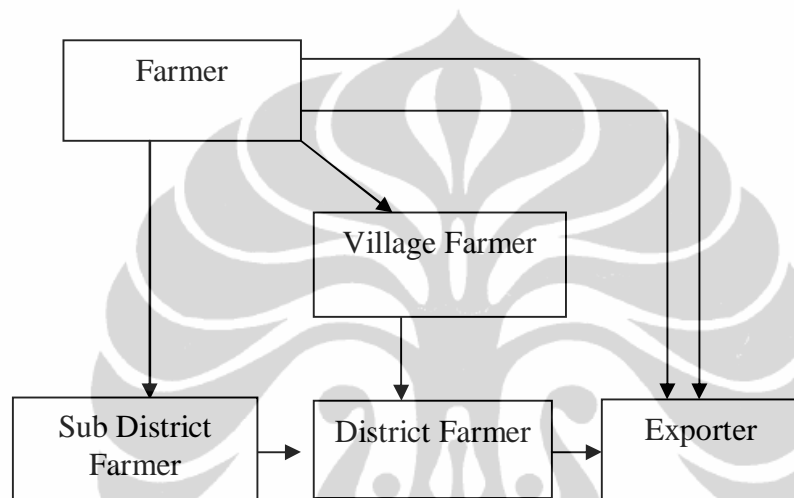 Farmer
Village Farmer
Sub District
Farmer
District Farmer
Exporter